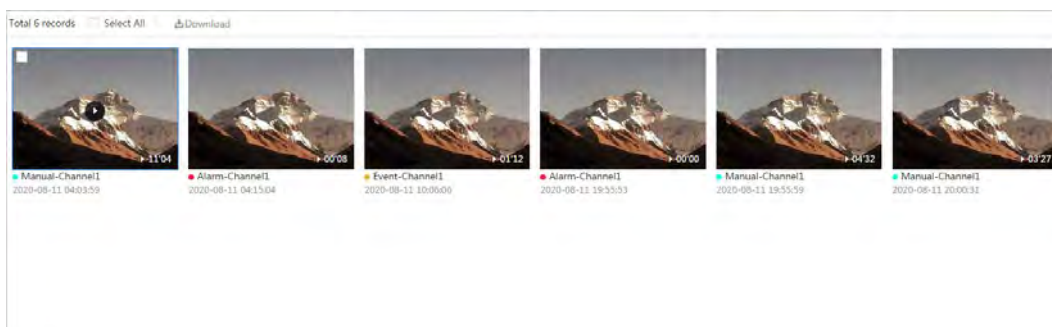 Total 6 records Select All Download
11'04 00'08 01'12 00'00 04'32 03'27
Manual-Channel1 Alarm-Channel1 Event-Channel1 Alarm-Channel1 Manual-Channel1 Manual-Channel1
2020-08-11 04:03:59 2020-08-11 04:15:04 2020-08-11 10:06:06 2020-08-11 19:55:53 2020-08-11 19:55:59 2020-08-11 20:00:31